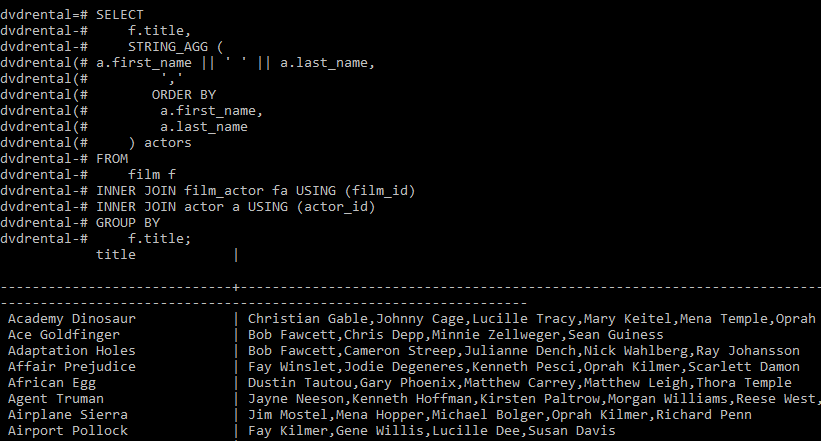 dvdrental=# SELECT
dvdrental-#     f.title,
dvdrental-#     STRING_AGG (
dvdrental(# a.first_name || ' ' || a.last_name,
dvdrental(#         ','
dvdrental(#        ORDER BY
dvdrental(#         a.first_name,
dvdrental(#         a.last_name
dvdrental(#     ) actors
dvdrental-# FROM
dvdrental-#     film f
dvdrental-# INNER JOIN film_actor fa USING (film_id)
dvdrental-# INNER JOIN actor a USING (actor_id)
dvdrental-# GROUP BY
dvdrental-#     f.title;
            title            |
-----------------------------+------------------------------------------------------------------------
------------------------------------------------------------------
 Academy Dinosaur            | Christian Gable,Johnny Cage,Lucille Tracy,Mary Keitel,Mena Temple,Oprah
 Ace Goldfinger              | Bob Fawcett,Chris Depp,Minnie Zellweger,Sean Guiness
 Adaptation Holes            | Bob Fawcett,Cameron Streep,Julianne Dench,Nick Wahlberg,Ray Johansson
 Affair Prejudice            | Fay Winslet,Jodie Degeneres,Kenneth Pesci,Oprah Kilmer,Scarlett Damon
 African Egg                 | Dustin Tautou,Gary Phoenix,Matthew Carrey,Matthew Leigh,Thora Temple
 Agent Truman                | Jayne Neeson,Kenneth Hoffman,Kirsten Paltrow,Morgan Williams,Reese West,
 Airplane Sierra             | Jim Mostel,Mena Hopper,Michael Bolger,Oprah Kilmer,Richard Penn
 Airport Pollock             | Fay Kilmer,Gene Willis,Lucille Dee,Susan Davis